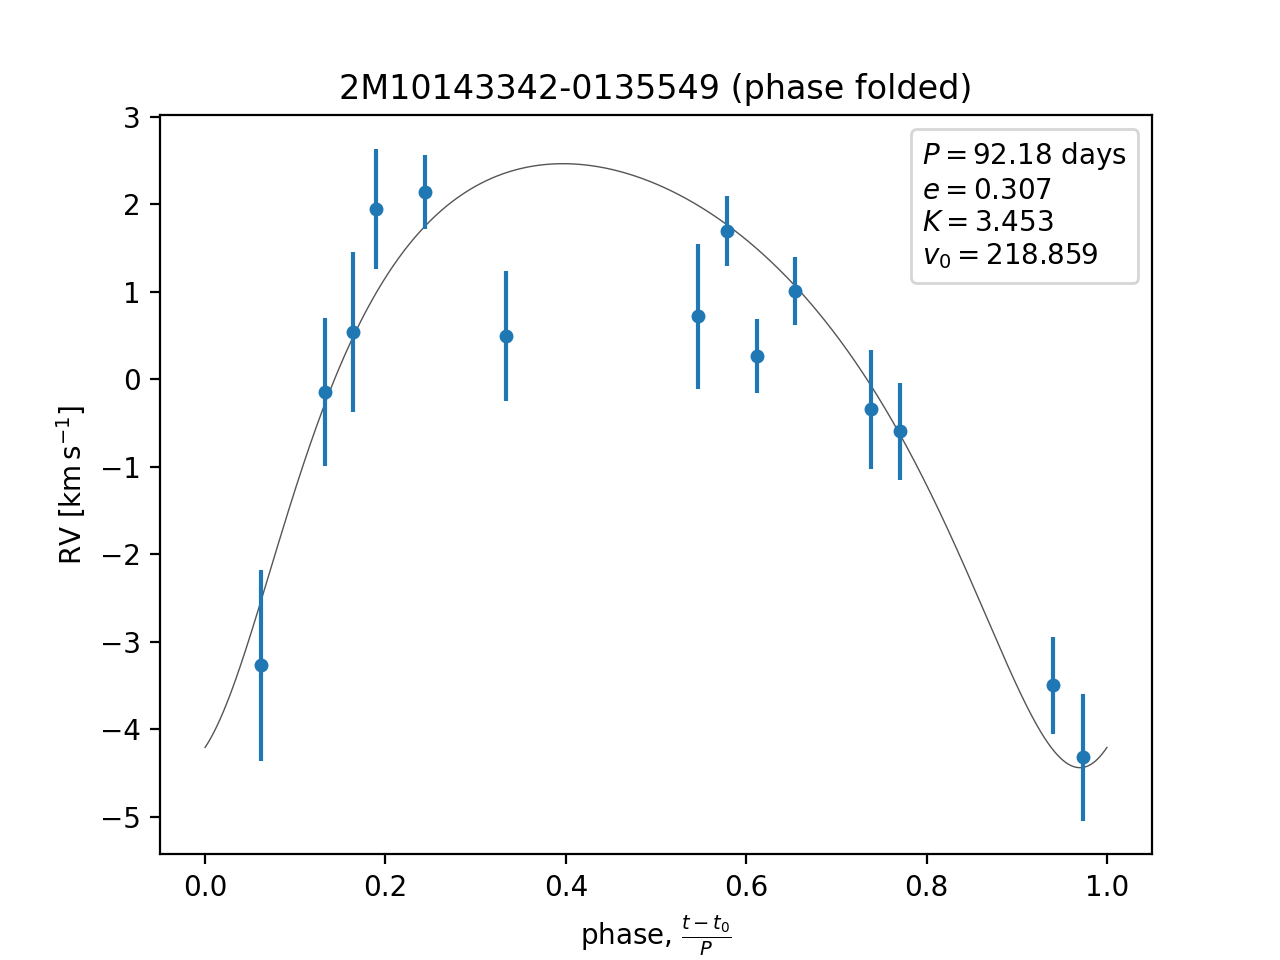 2M10143342-0135549 (phase folded)
P = 92.18 days
e = 0.307
K = 3.453
v₀ = 218.859
3
2
1
0
−1
−2
−3
−4
−5
RV [km s⁻¹]
0.0 0.2 0.4 0.6 0.8 1.0
phase, (t − t₀)/P